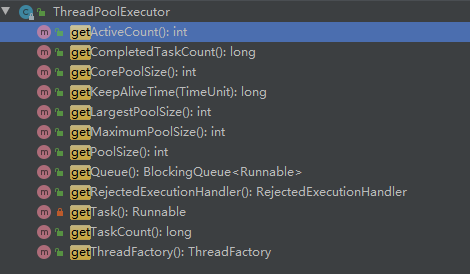 ThreadPoolExecutor
getActiveCount(): int
getCompletedTaskCount(): long
getCorePoolSize(): int
getKeepAliveTime(TimeUnit): long
getLargestPoolSize(): int
getMaximumPoolSize(): int
getPoolSize(): int
getQueue(): BlockingQueue<Runnable>
getRejectedExecutionHandler(): RejectedExecutionHandler
getTask(): Runnable
getTaskCount(): long
getThreadFactory(): ThreadFactory